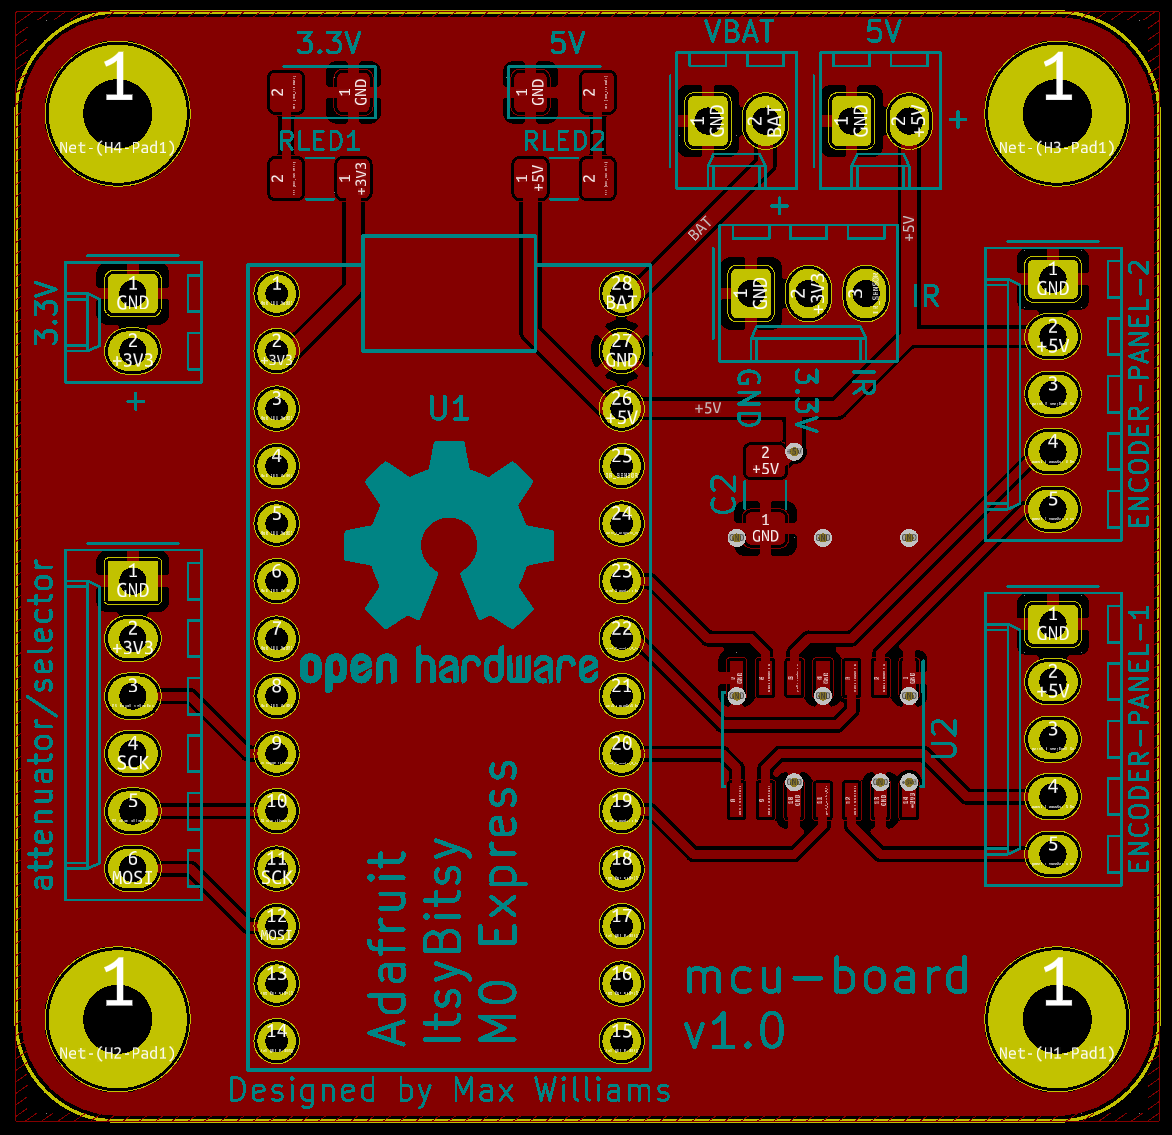 3.3V
5V
VBAT
5V
1
1
2
1
GND
1
GND
2
1
GND
2
BAT
1
GND
2
+5V
+
Net-(H4-Pad1)
RLED1
RLED2
Net-(H3-Pad1)
2
1
+3V3
1
+5V
2
+
BAT
+5V
3.3V
1
GND
2
+3V3
+
1
2
+3V3
3
4
5
6
7
8
9
10
11
SCK
12
MOSI
13
14
28
BAT
27
GND
26
+5V
25
24
23
22
21
20
19
18
17
16
15
U1
1
GND
2
+3V3
3
IR
GND
3.3V
IR
+5V
2
+5V
C2
1
GND
1
GND
2
+5V
3
4
5
ENCODER-PANEL-2
open hardware
attenuator/selector
1
GND
2
+3V3
3
4
SCK
5
6
MOSI
U2
1
GND
2
+5V
3
4
5
ENCODER-PANEL-1
Adafruit
ItsyBitsy
M0 Express
mcu-board
v1.0
1
Net-(H2-Pad1)
1
Net-(H1-Pad1)
Designed by Max Williams